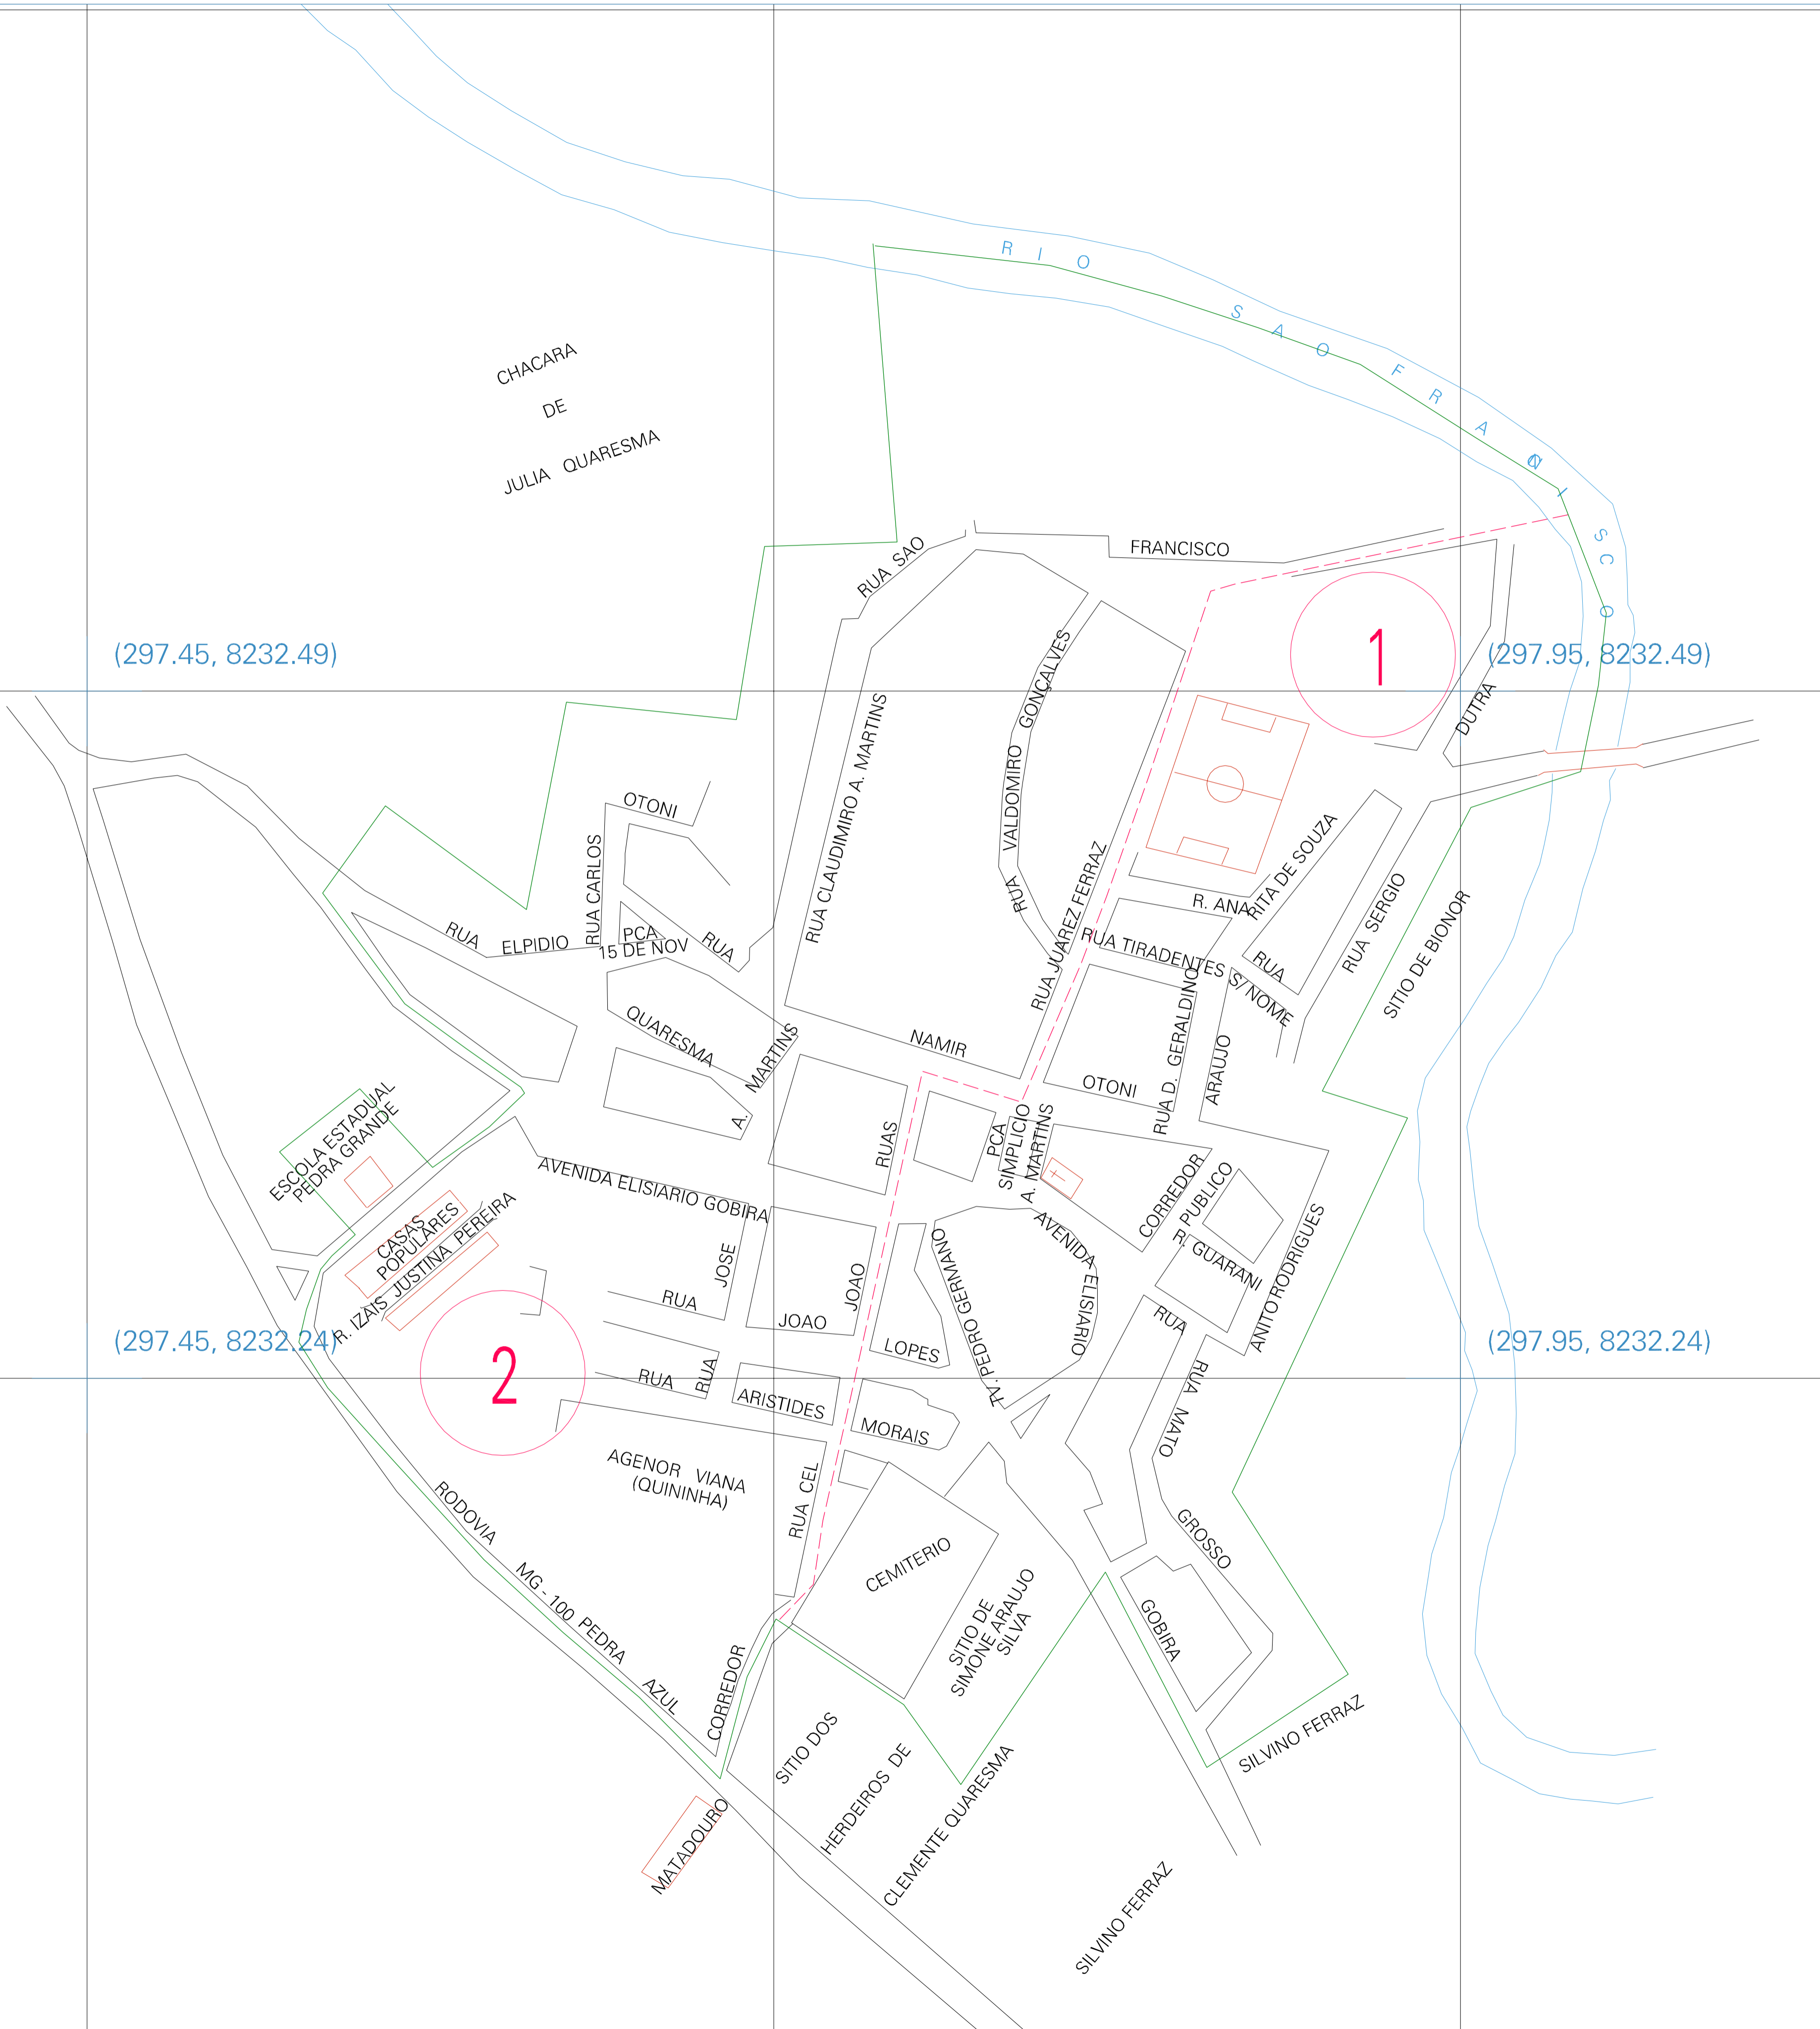 RIO
SAO
FRANCISCO
CHACARA
DE
JULIA QUARESMA
RUA SAO
FRANCISCO
1
(297.45, 8232.49)
(297.95, 8232.49)
DUTRA
RUA VALDOMIRO GONÇALVES
RUA CLAUDIMIRO A. MARTINS
OTONI
RUA CARLOS
RUA JUAREZ FERRAZ
RITA DE SOUZA
R. ANA
RUA SERGIO
SITIO DE BIONOR
RUA
ELPIDIO
PCA
15 DE NOV
RUA
RUA TIRADENTES
RUA
S/ NOME
QUARESMA
A. MARTINS
NAMIR
OTONI
RUA D. GERALDINO
ARAUJO
ESCOLA ESTADUAL
PEDRA GRANDE
RUAS
PCA
SIMPLICIO
A. MARTINS
AVENIDA ELISIARIO GOBIRA
CORREDOR
PUBLICO
R. GUARANI
ANITO RODRIGUES
CASAS
POPULARES
R. IZAIS JUSTINA PEREIRA
JOSE
JOAO
AV. PEDRO GERMANO
AVENIDA
ELISIARIO
RUA
JOAO
LOPES
RUA
(297.45, 8232.24)
(297.95, 8232.24)
2
RUA
RUA
ARISTIDES
MORAIS
RUA MATO
GROSSO
AGENOR VIANA
(QUININHA)
RUA CEL
RODOVIA
MG - 100 PEDRA
AZUL
CEMITERIO
SITIO DE
SIMONE ARAUJO
SILVA
GOBIRA
CORREDOR
SITIO DOS
HERDEIROS DE
CLEMENTE QUARESMA
SILVINO FERRAZ
MATADOURO
SILVINO FERRAZ